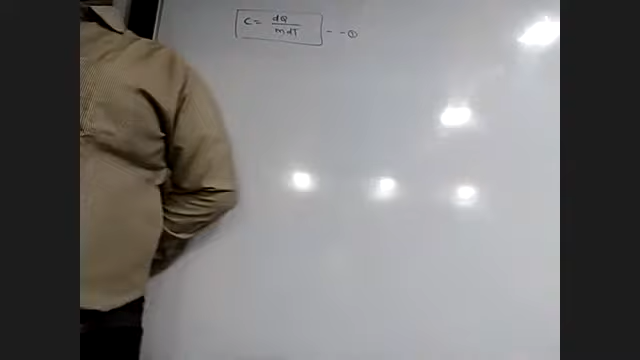 C = dQ / mdT - - ①